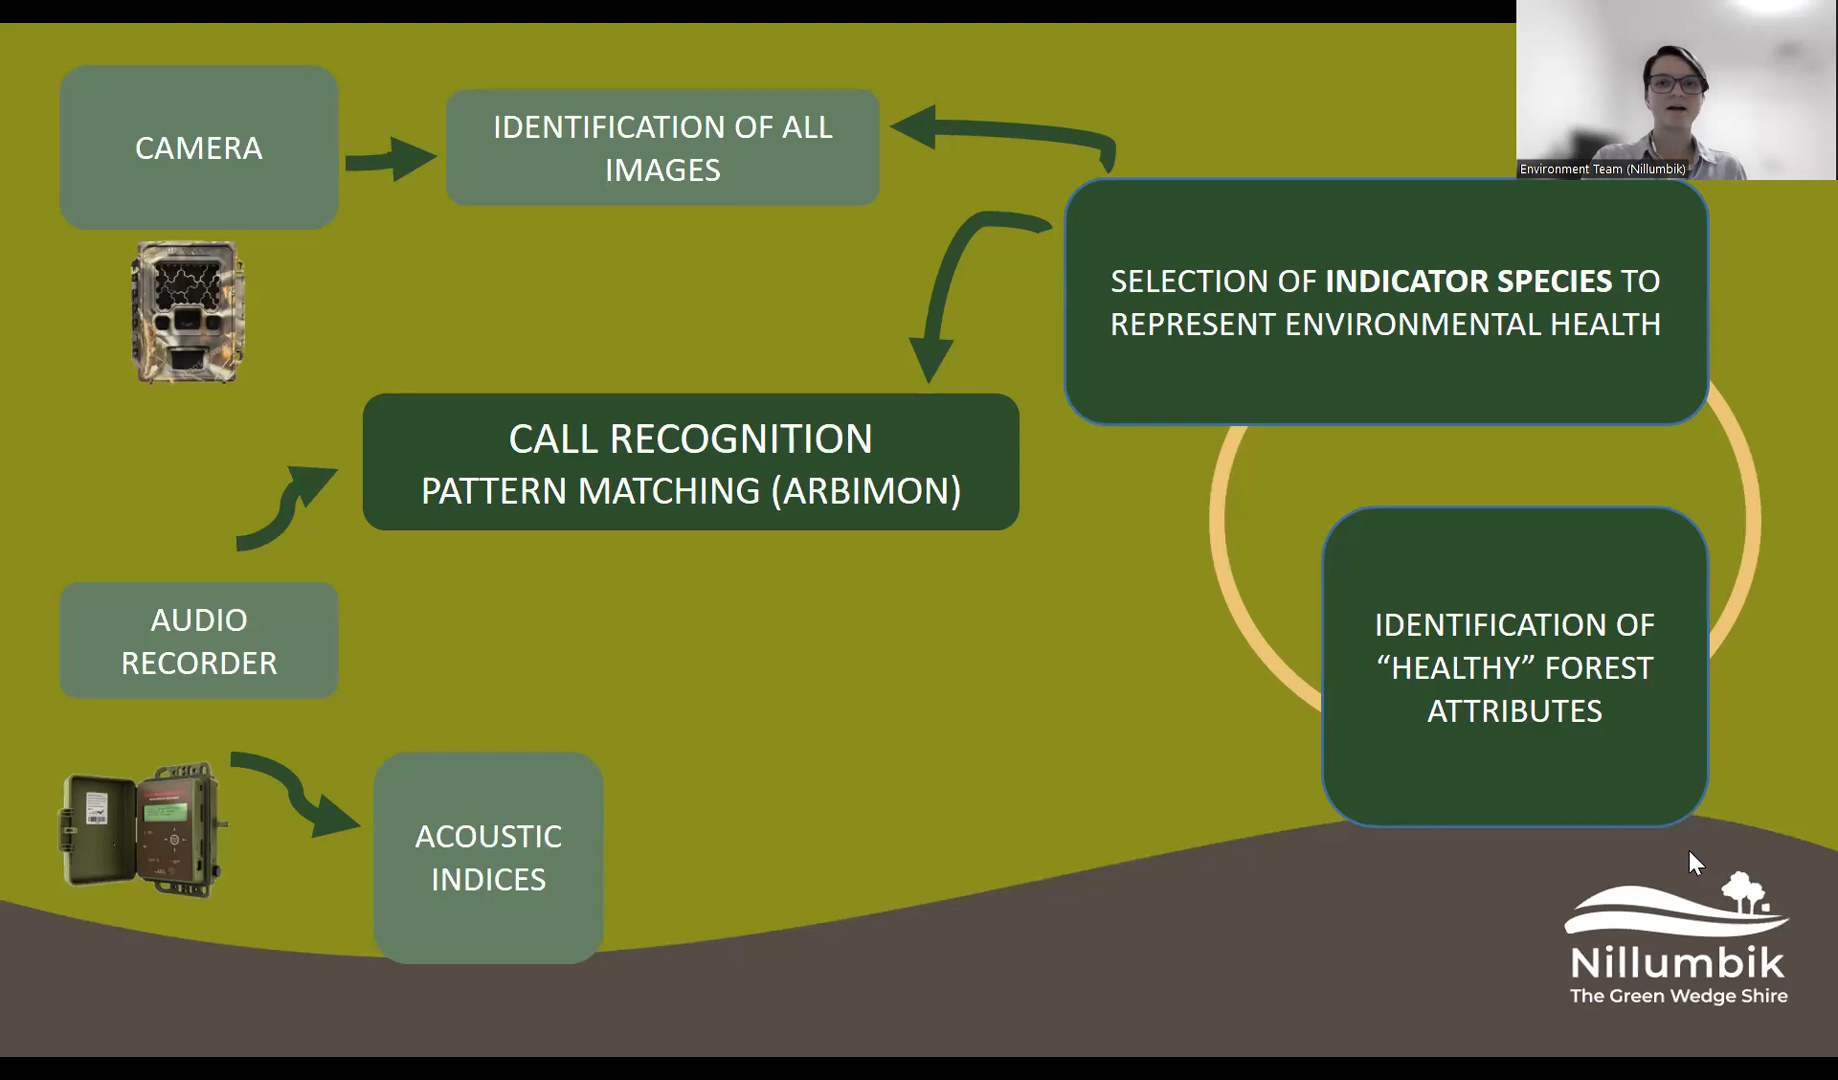 CAMERA
IDENTIFICATION OF ALL
IMAGES
Environment Team (Nillumbik)
SELECTION OF INDICATOR SPECIES TO
REPRESENT ENVIRONMENTAL HEALTH
CALL RECOGNITION
PATTERN MATCHING (ARBIMON)
AUDIO
RECORDER
IDENTIFICATION OF
“HEALTHY” FOREST
ATTRIBUTES
ACOUSTIC
INDICES
Nillumbik
The Green Wedge Shire